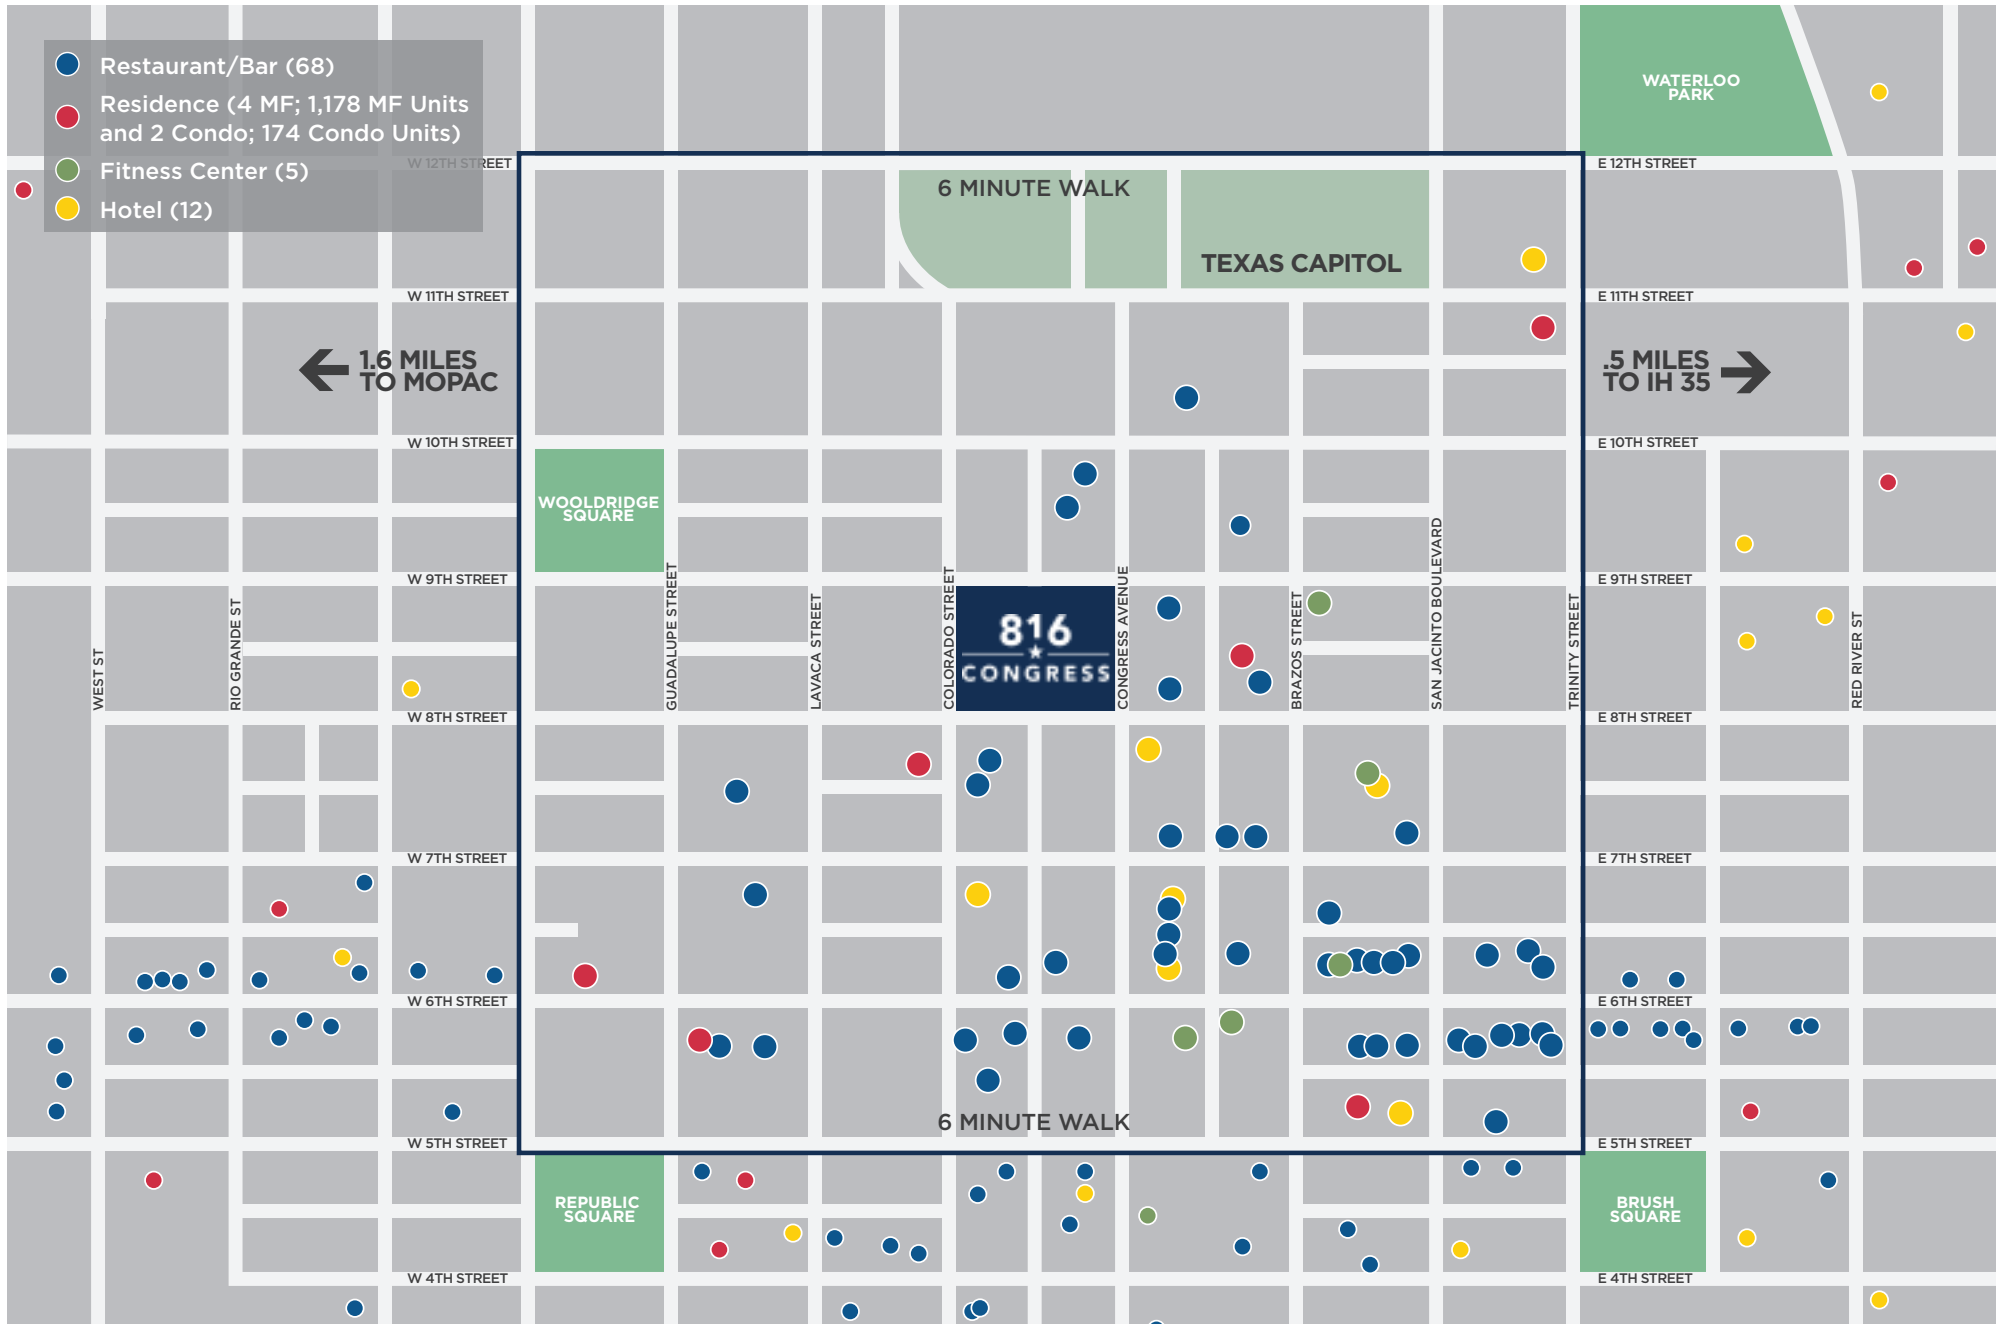 Restaurant/Bar (68)
Residence (4 MF; 1,178 MF Units
and 2 Condo; 174 Condo Units)
Fitness Center (5)
Hotel (12)
WATERLOO
PARK
W 12TH STREET
E 12TH STREET
6 MINUTE WALK
TEXAS CAPITOL
W 11TH STREET
E 11TH STREET
1.6 MILES
TO MOPAC
.5 MILES
TO IH 35
W 10TH STREET
E 10TH STREET
WOOLDRIDGE
SQUARE
W 9TH STREET
E 9TH STREET
WEST ST
RIO GRANDE ST
GUADALUPE STREET
LAVACA STREET
COLORADO STREET
816
CONGRESS
CONGRESS AVENUE
BRAZOS STREET
SAN JACINTO BOULEVARD
TRINITY STREET
RED RIVER ST
W 8TH STREET
E 8TH STREET
W 7TH STREET
E 7TH STREET
W 6TH STREET
E 6TH STREET
6 MINUTE WALK
W 5TH STREET
E 5TH STREET
REPUBLIC
SQUARE
BRUSH
SQUARE
W 4TH STREET
E 4TH STREET